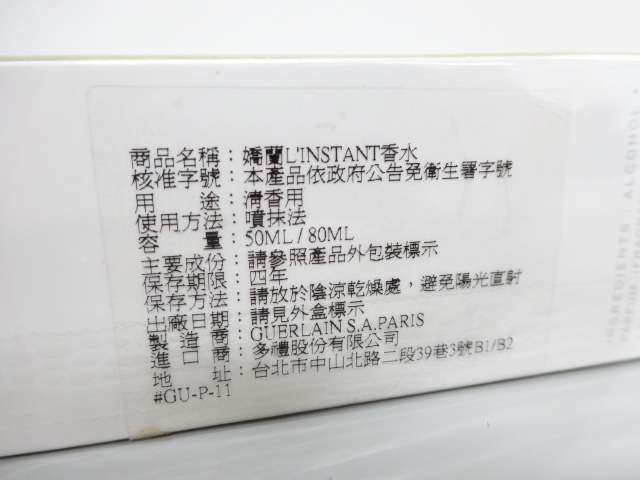 商品名稱：嬌蘭L'INSTANT香水
核准字號：本產品依政府公告免衛生署字號
用　　途：清香用
使用方法：噴抹法
容　　量：50ML / 80ML
主要成份：請參照產品外包裝標示
保存期限：四年
保存方法：請放於陰涼乾燥處，避免陽光直射
出廠日期：請見外盒標示
製 造 商：GUERLAIN S.A.PARIS
進 口 商：多禮股份有限公司
地　　址：台北市中山北路二段39巷3號B1/B2
#GU-P-11
INGREDIENTS : ALCOHOL